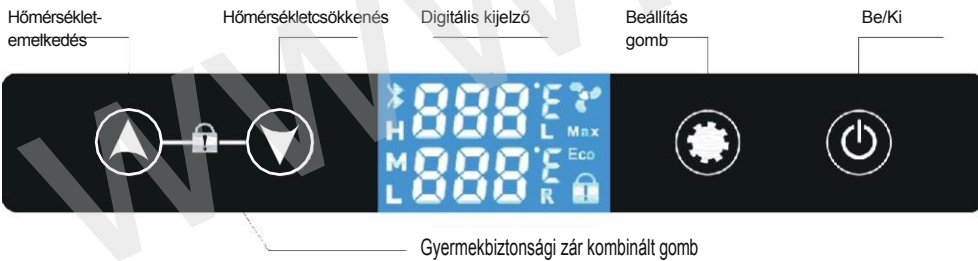 Hőmérséklet-
emelkedés
Hőmérsékletcsökkenés
Digitális kijelző
Beállítás
gomb
Be/Ki
888°E
H
L
Max
M
888°E
Eco
L
R
Gyermekbiztonsági zár kombinált gomb